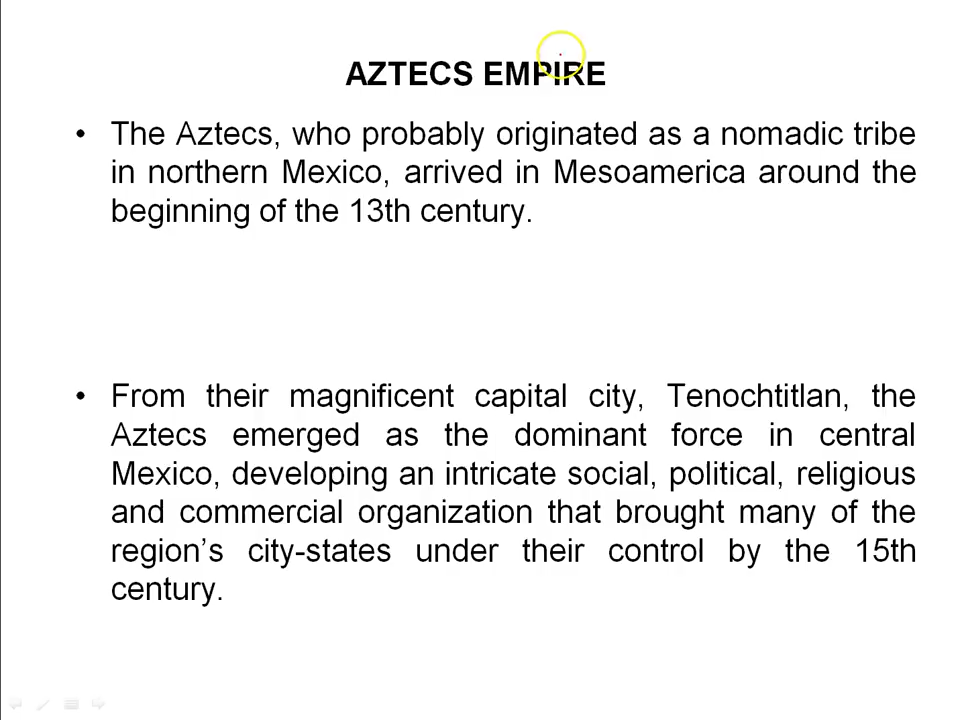 AZTECS EMPIRE
• The Aztecs, who probably originated as a nomadic tribe
in northern Mexico, arrived in Mesoamerica around the
beginning of the 13th century.
• From their magnificent capital city, Tenochtitlan, the
Aztecs emerged as the dominant force in central
Mexico, developing an intricate social, political, religious
and commercial organization that brought many of the
region’s city-states under their control by the 15th
century.